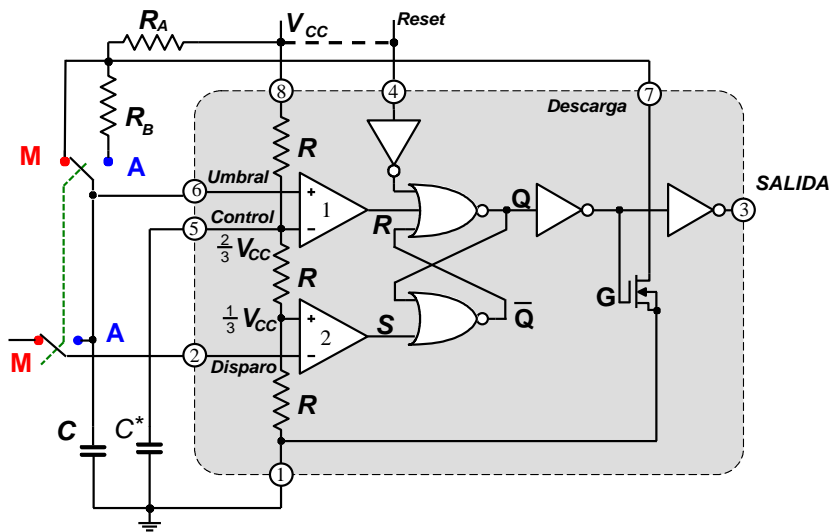 R_A
V_CC
Reset
8
4
Descarga
7
R_B
R
M
A
Umbral
6
+
1
−
R
Q
SALIDA
3
Control
5
2/3 V_CC
R
G
1/3 V_CC
+
2
−
S
Q̅
M
A
2
Disparo
R
C
C*
1